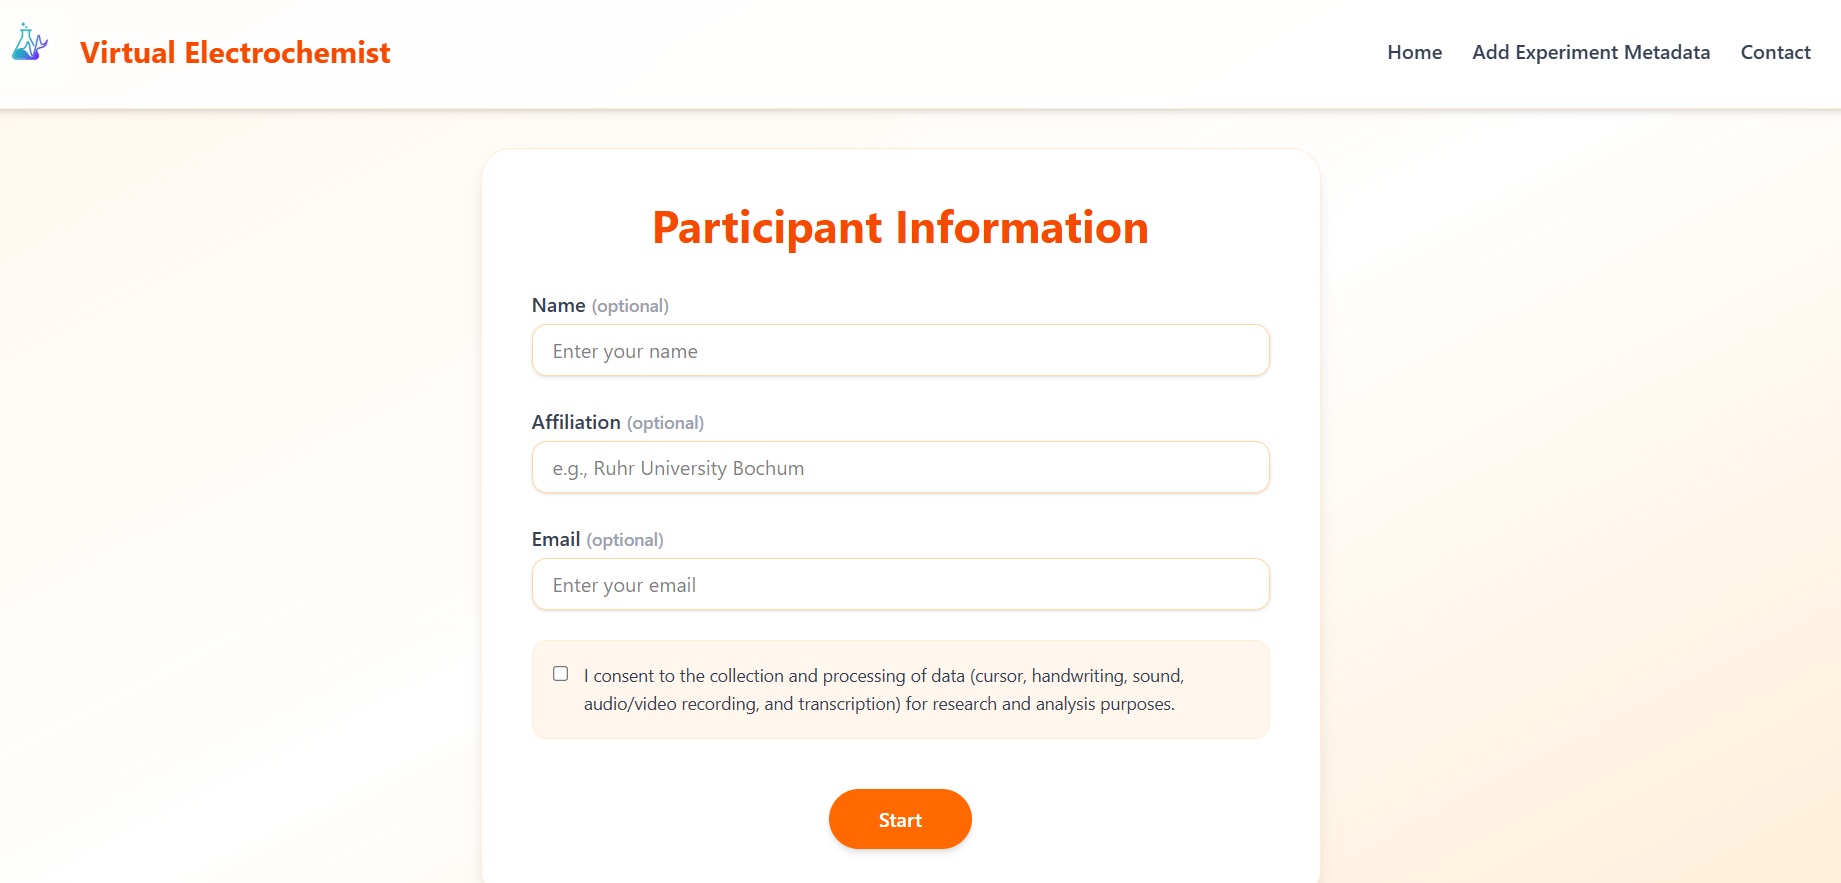 Virtual Electrochemist
Home
Add Experiment Metadata
Contact
Participant Information
Name (optional)
Enter your name
Affiliation (optional)
e.g., Ruhr University Bochum
Email (optional)
Enter your email
I consent to the collection and processing of data (cursor, handwriting, sound,
audio/video recording, and transcription) for research and analysis purposes.
Start